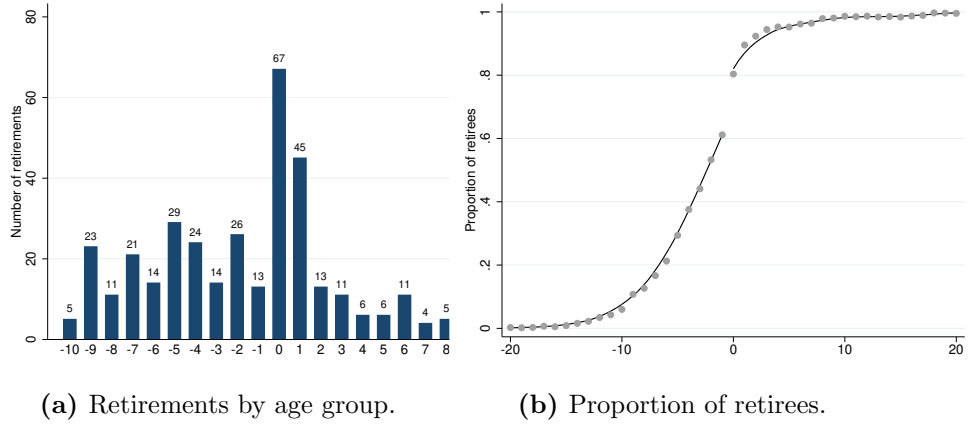 Number of retirements
80
60
40
20
0
5 23 11 21 14 29 24 14 26 13 67 45 13 11 6 6 11 4 5
-10 -9 -8 -7 -6 -5 -4 -3 -2 -1 0 1 2 3 4 5 6 7 8
(a) Retirements by age group.
Proportion of retirees
1
.8
.6
.4
.2
0
-20 -10 0 10 20
(b) Proportion of retirees.